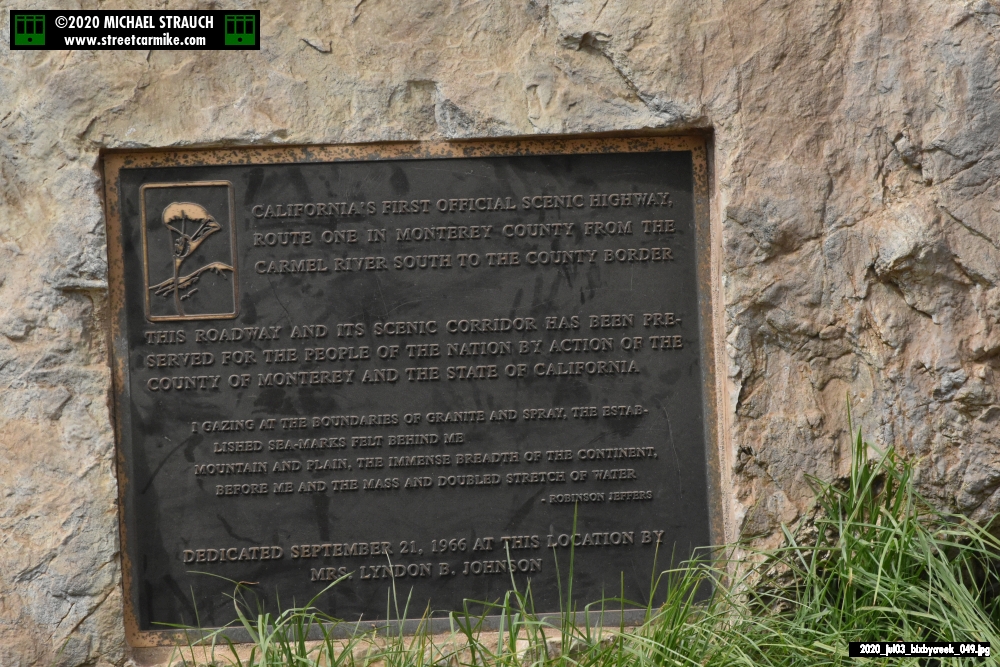 ©2020 MICHAEL STRAUCH
www.streetcarmike.com
CALIFORNIA'S FIRST OFFICIAL SCENIC HIGHWAY,
ROUTE ONE IN MONTEREY COUNTY FROM THE
CARMEL RIVER SOUTH TO THE COUNTY BORDER
THIS ROADWAY AND ITS SCENIC CORRIDOR HAS BEEN PRE-
SERVED FOR THE PEOPLE OF THE NATION BY ACTION OF THE
COUNTY OF MONTEREY AND THE STATE OF CALIFORNIA
I GAZING AT THE BOUNDARIES OF GRANITE AND SPRAY, THE ESTAB-
LISHED SEA-MARKS FELT BEHIND ME
MOUNTAIN AND PLAIN, THE IMMENSE BREADTH OF THE CONTINENT,
BEFORE ME AND THE MASS AND DOUBLED STRETCH OF WATER
- ROBINSON JEFFERS
DEDICATED SEPTEMBER 21, 1966 AT THIS LOCATION BY
MRS. LYNDON B. JOHNSON
2020_jul03_bixbycreek_049.jpg